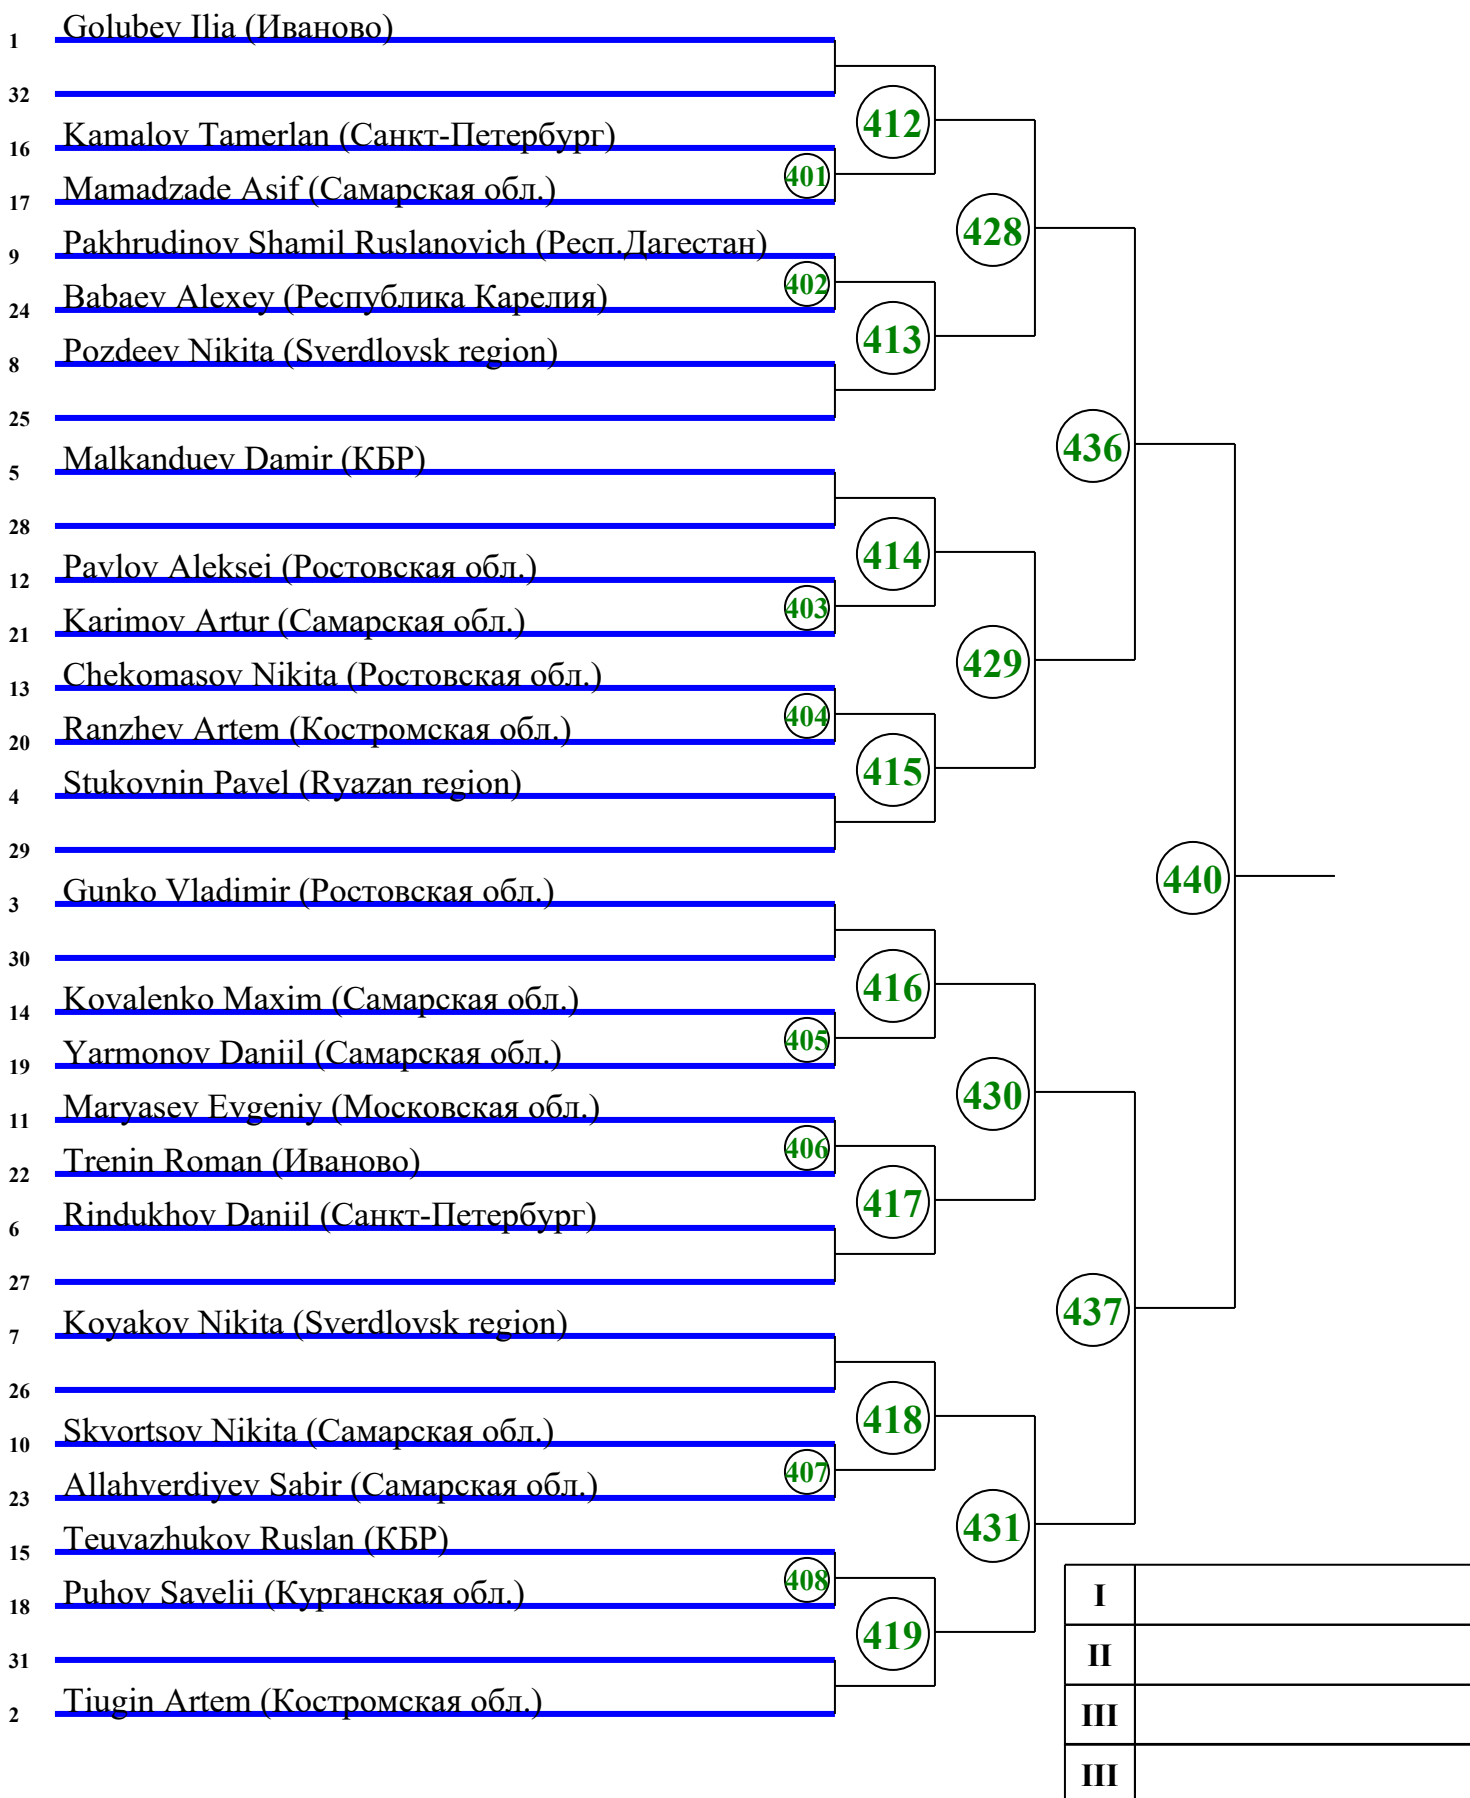 1 Golubev Ilia (Иваново)
32
16 Kamalov Tamerlan (Санкт-Петербург)
17 Mamadzade Asif (Самарская обл.)
9 Pakhrudinov Shamil Ruslanovich (Респ.Дагестан)
24 Babaev Alexey (Республика Карелия)
8 Pozdeev Nikita (Sverdlovsk region)
25
5 Malkanduev Damir (КБР)
28
12 Pavlov Aleksei (Ростовская обл.)
21 Karimov Artur (Самарская обл.)
13 Chekomasov Nikita (Ростовская обл.)
20 Ranzhev Artem (Костромская обл.)
4 Stukovnin Pavel (Ryazan region)
29
3 Gunko Vladimir (Ростовская обл.)
30
14 Kovalenko Maxim (Самарская обл.)
19 Yarmonov Daniil (Самарская обл.)
11 Maryasev Evgeniy (Московская обл.)
22 Trenin Roman (Иваново)
6 Rindukhov Daniil (Санкт-Петербург)
27
7 Koyakov Nikita (Sverdlovsk region)
26
10 Skvortsov Nikita (Самарская обл.)
23 Allahverdiyev Sabir (Самарская обл.)
15 Teuvazhukov Ruslan (КБР)
18 Puhov Savelii (Курганская обл.)
31
2 Tiugin Artem (Костромская обл.)
401
402
403
404
405
406
407
408
412
413
414
415
416
417
418
419
428
429
430
431
436
437
440
I
II
III
III